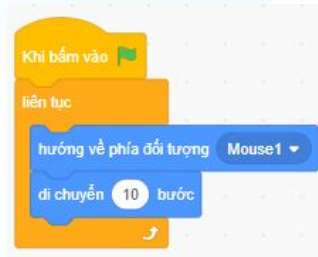 Khi bấm vào
liên tục
hướng về phía đối tượng Mouse1
di chuyển 10 bước